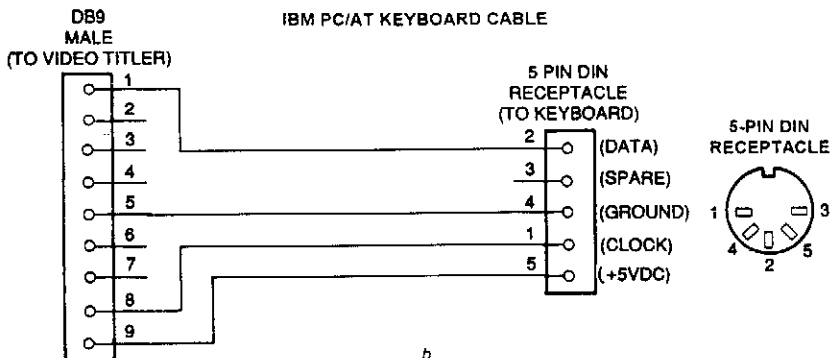 IBM PC/AT KEYBOARD CABLE
DB9
MALE
(TO VIDEO TITLER)
1
2
3
4
5
6
7
8
9
5 PIN DIN
RECEPTACLE
(TO KEYBOARD)
2 (DATA)
3 (SPARE)
4 (GROUND)
1 (CLOCK)
5 (+5VDC)
5-PIN DIN
RECEPTACLE
1 3
4 5
2
b